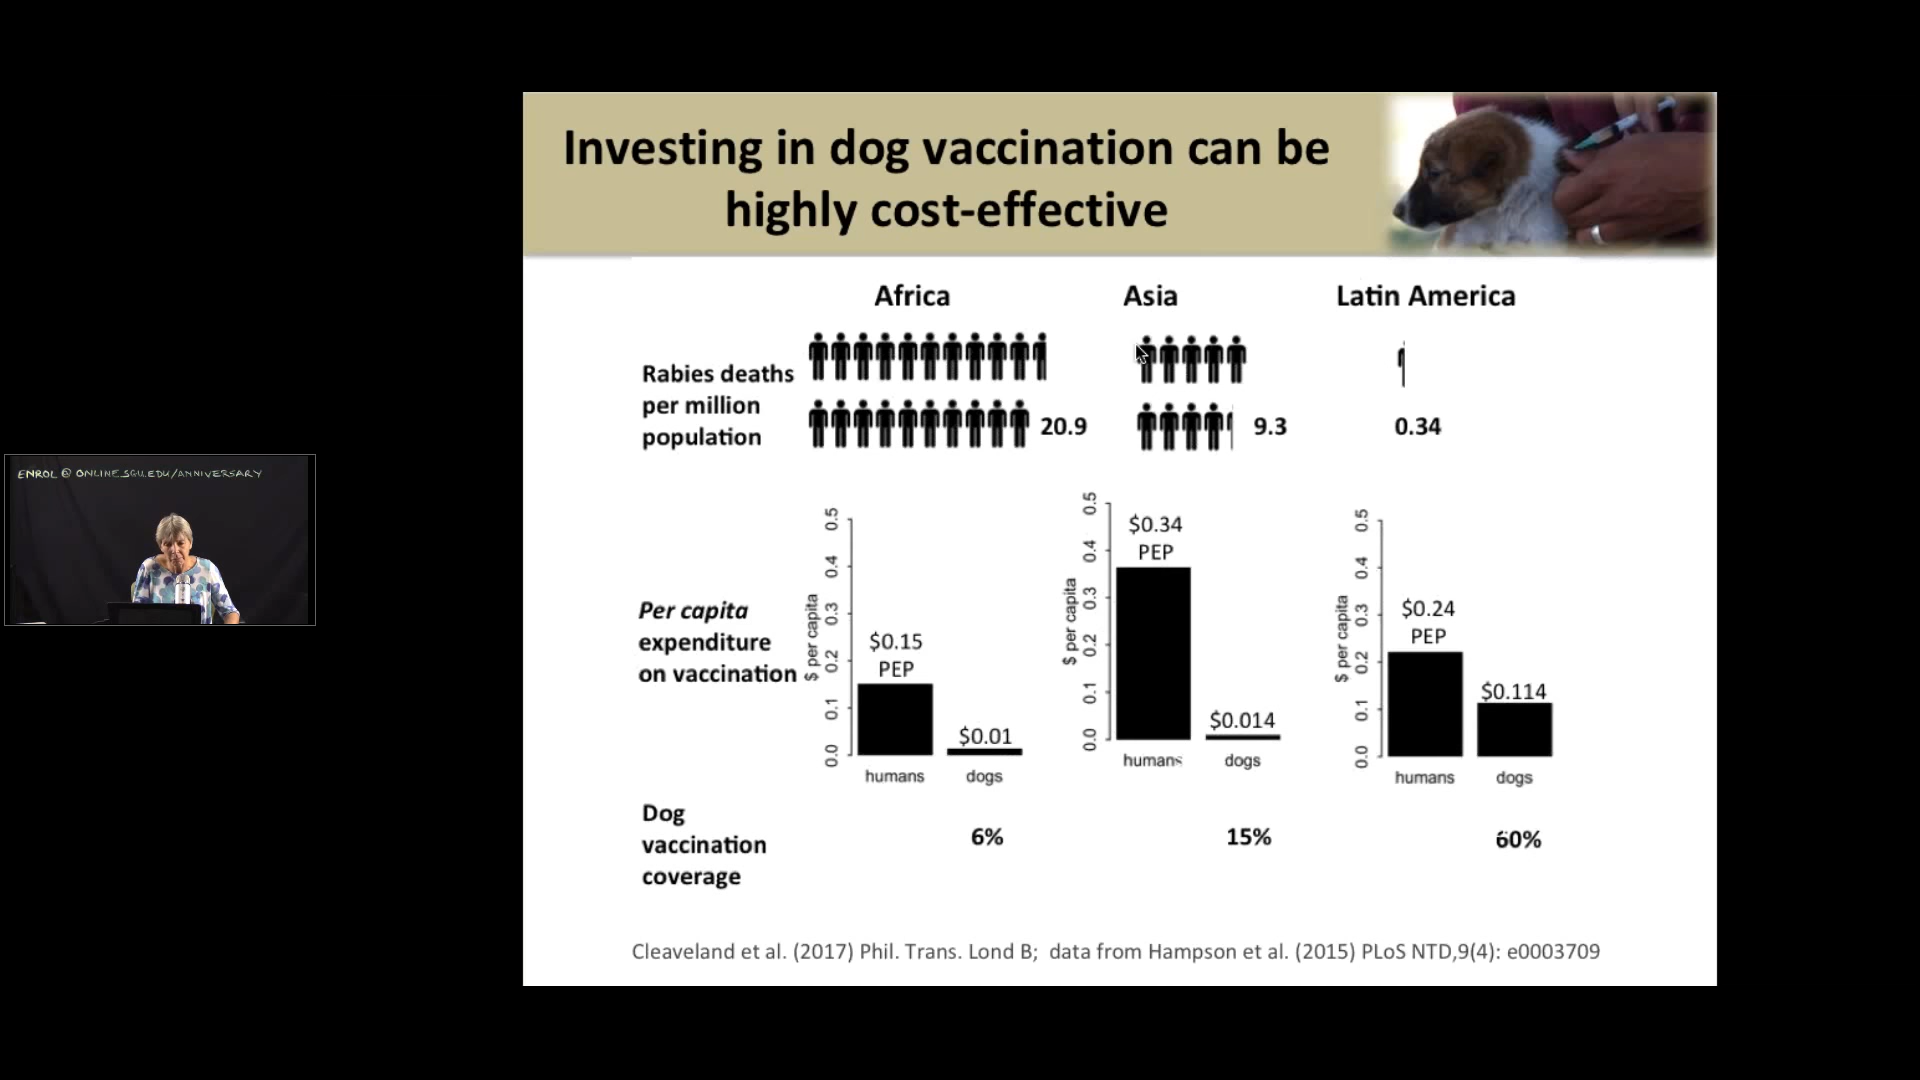 Investing in dog vaccination can be
highly cost-effective
Africa
Asia
Latin America
Rabies deaths
per million
population
20.9
9.3
0.34
Per capita
expenditure
on vaccination
$ per capita
0.5
0.4
0.3
0.2
0.1
0.0
$0.15
PEP
$0.01
humans
dogs
$ per capita
0.5
0.4
0.3
0.2
0.1
0.0
$0.34
PEP
$0.014
humans
dogs
$ per capita
0.5
0.4
0.3
0.2
0.1
0.0
$0.24
PEP
$0.114
humans
dogs
Dog
vaccination
coverage
6%
15%
60%
Cleaveland et al. (2017) Phil. Trans. Lond B; data from Hampson et al. (2015) PLoS NTD,9(4): e0003709
ENROL @ ONLINE.SGU.EDU/ANNIVERSARY